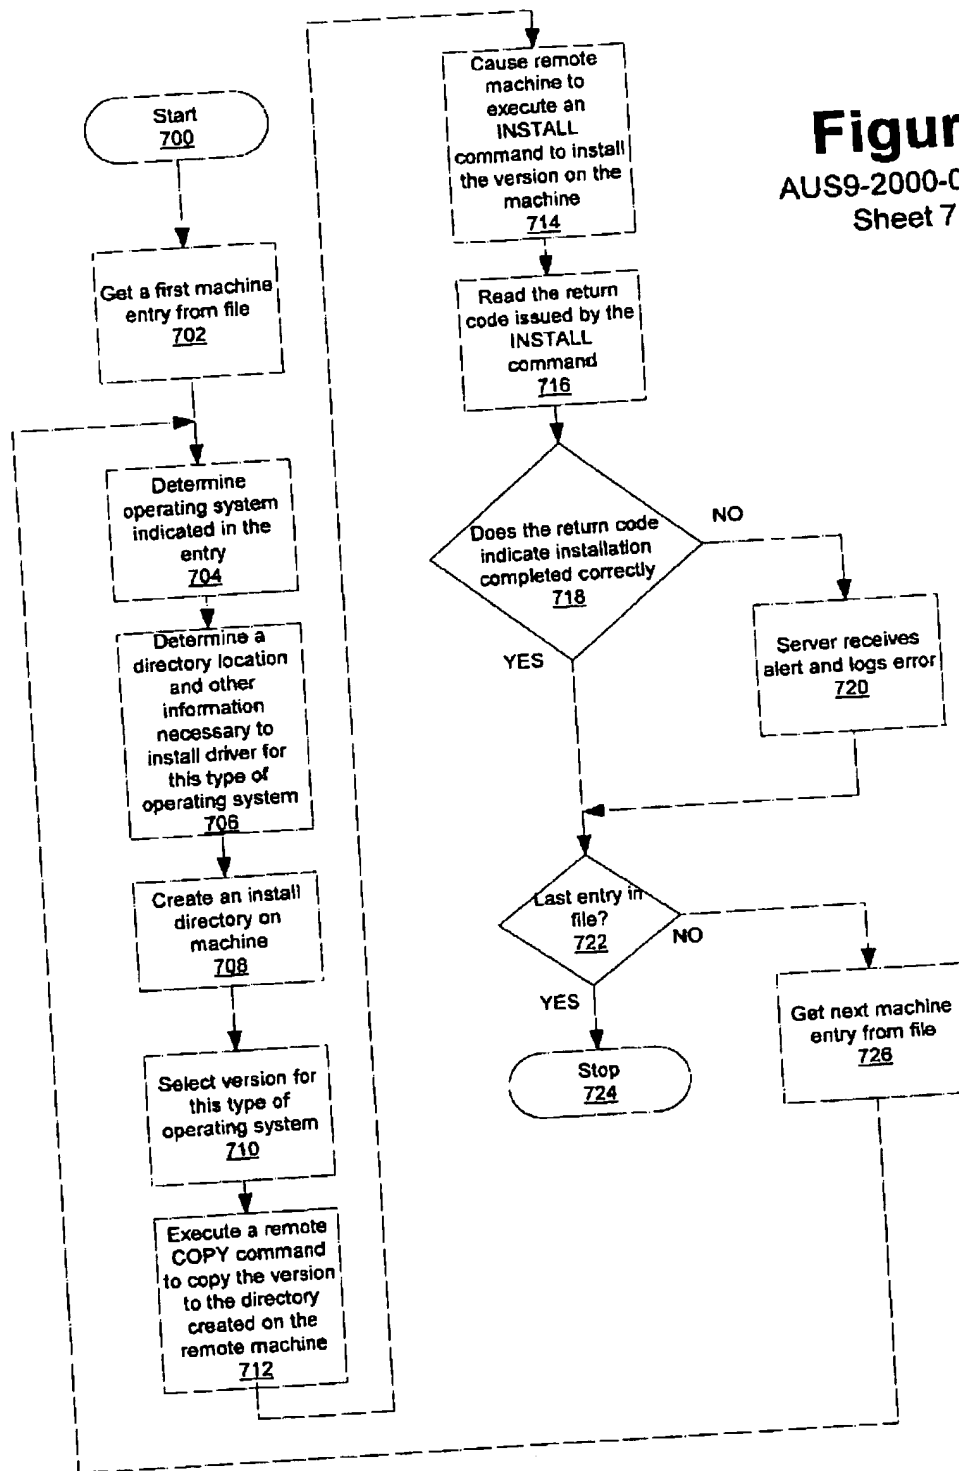 Start
700
Get a first machine
entry from file
702
Determine
operating system
indicated in the
entry
704
Determine a
directory location
and other
information
necessary to
install driver for
this type of
operating system
706
Create an install
directory on
machine
708
Select version for
this type of
operating system
710
Execute a remote
COPY command
to copy the version
to the directory
created on the
remote machine
712
Cause remote
machine to
execute an
INSTALL
command to install
the version on the
machine
714
Read the return
code issued by the
INSTALL
command
716
Does the return code
indicate installation
completed correctly
718
NO
YES
Server receives
alert and logs error
720
Last entry in
file?
722
NO
YES
Stop
724
Get next machine
entry from file
726
Figur
AUS9-2000-0
Sheet 7